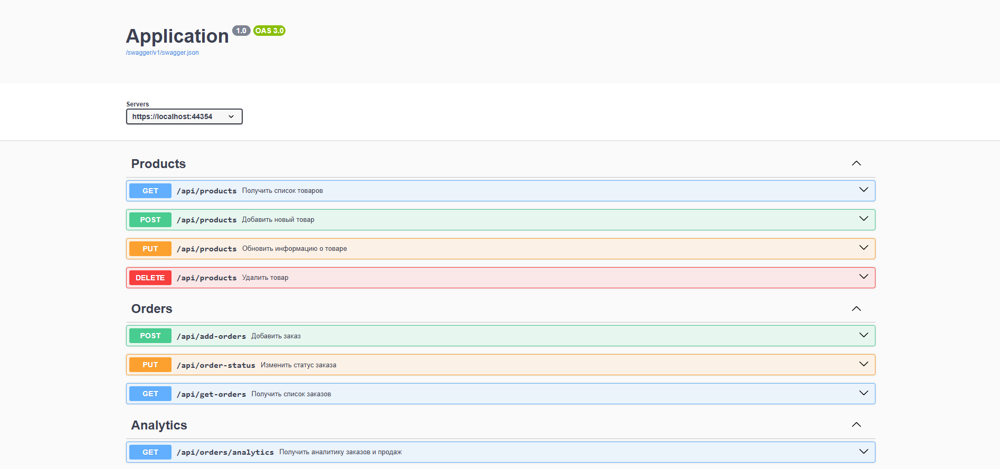 Application 1.0 OAS 3.0
/swagger/v1/swagger.json
Servers
https://localhost:44354
Products
GET /api/products Получить список товаров
POST /api/products Добавить новый товар
PUT /api/products Обновить информацию о товаре
DELETE /api/products Удалить товар
Orders
POST /api/add-orders Добавить заказ
PUT /api/order-status Изменить статус заказа
GET /api/get-orders Получить список заказов
Analytics
GET /api/orders/analytics Получить аналитику заказов и продаж